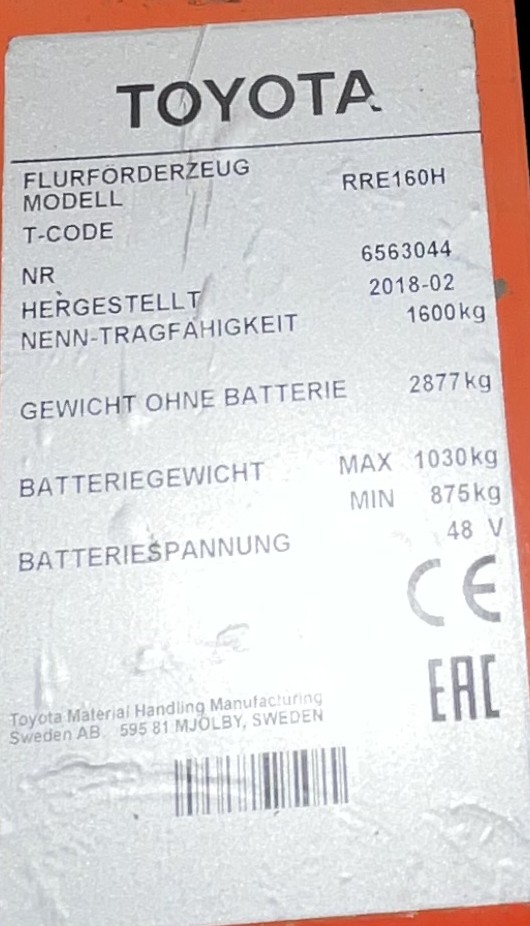 TOYOTA
FLURFÖRDERZEUG
MODELL RRE160H
T-CODE
NR 6563044
HERGESTELLT 2018-02
NENN-TRAGFÄHIGKEIT 1600kg
GEWICHT OHNE BATTERIE 2877kg
BATTERIEGEWICHT MAX 1030kg
MIN 875kg
BATTERIESPANNUNG 48 V
CE
EAC
Toyota Material Handling Manufacturing
Sweden AB. 595 81 MJÖLBY, SWEDEN